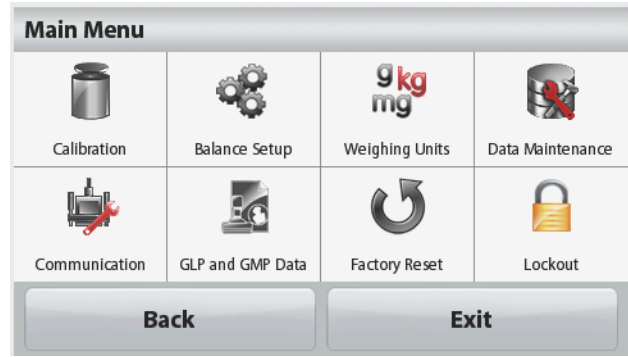 Main Menu
g kg
mg
Calibration Balance Setup Weighing Units Data Maintenance
Communication GLP and GMP Data Factory Reset Lockout
Back Exit